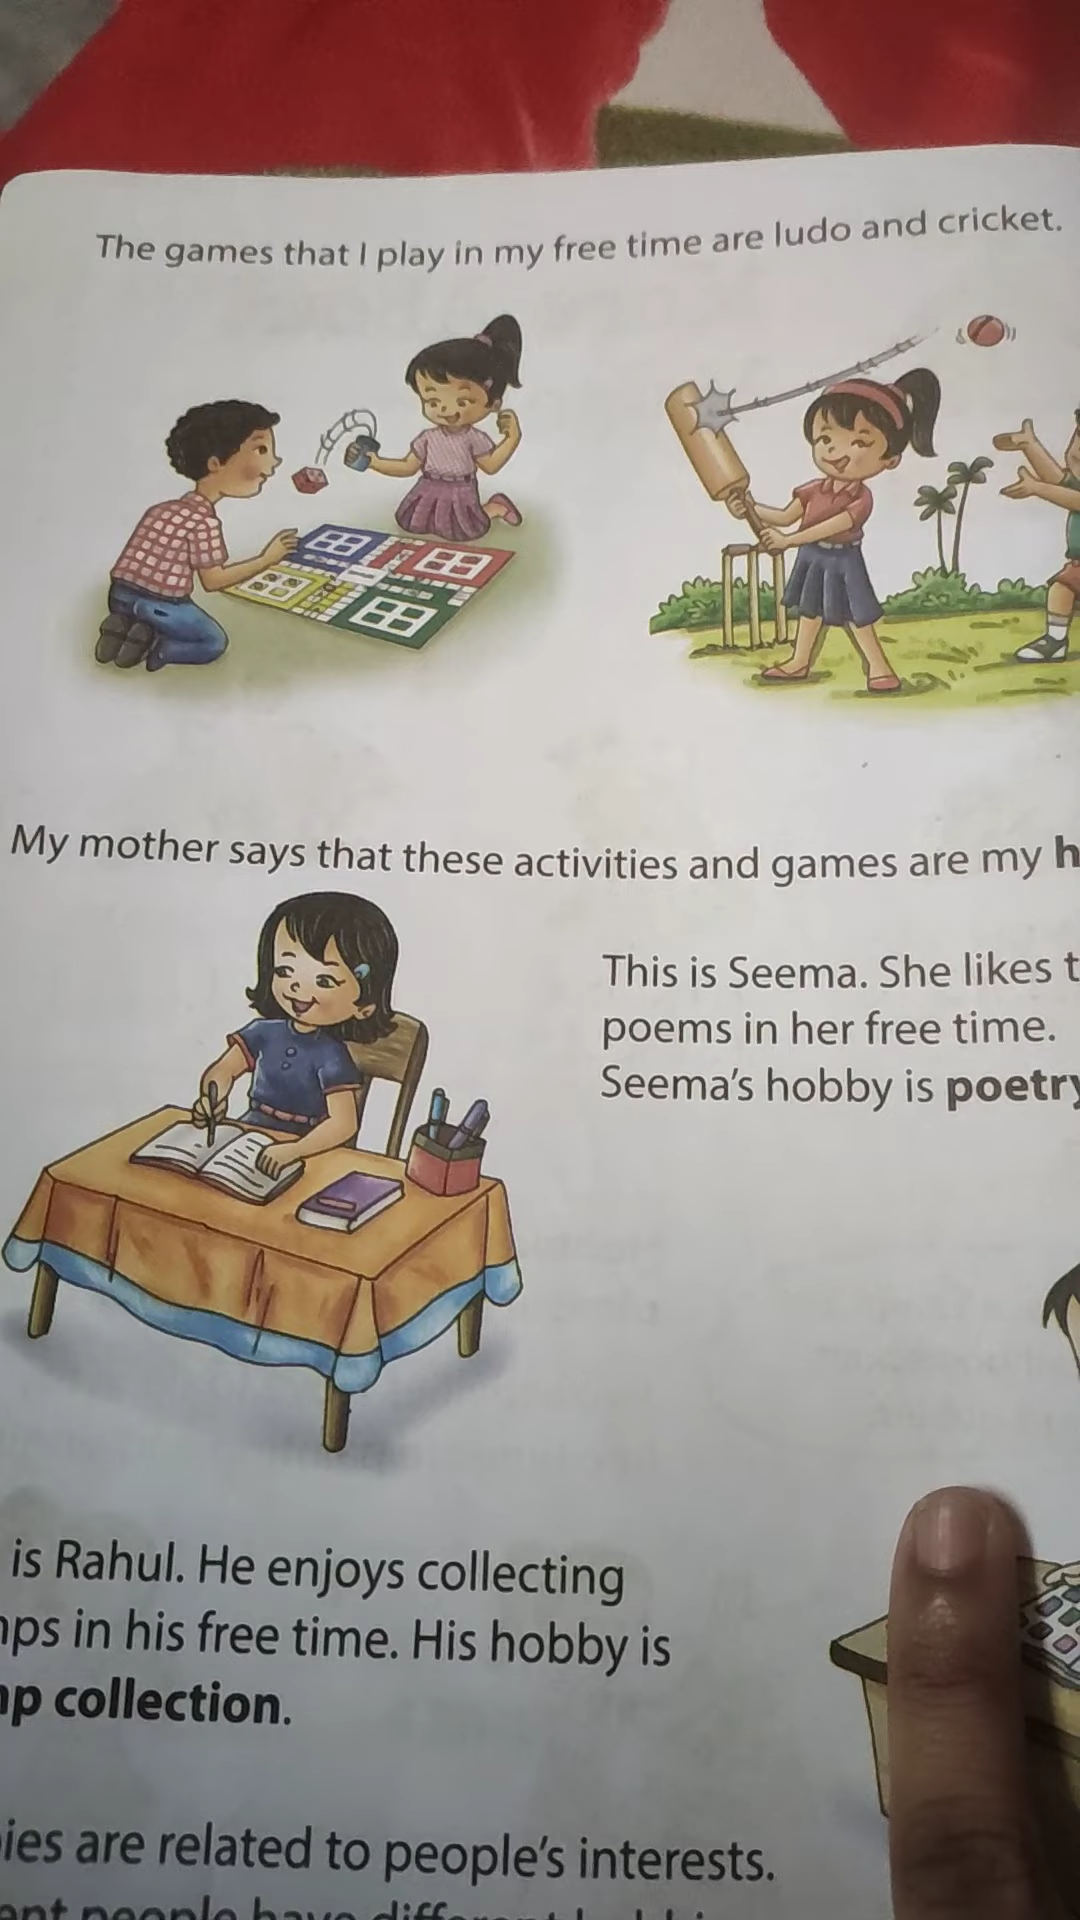 The games that I play in my free time are ludo and cricket.
My mother says that these activities and games are my
This is Seema. She likes
poems in her free time.
Seema's hobby is poetry
is Rahul. He enjoys collecting
in his free time. His hobby is
collection.
are related to people's interests.
people have